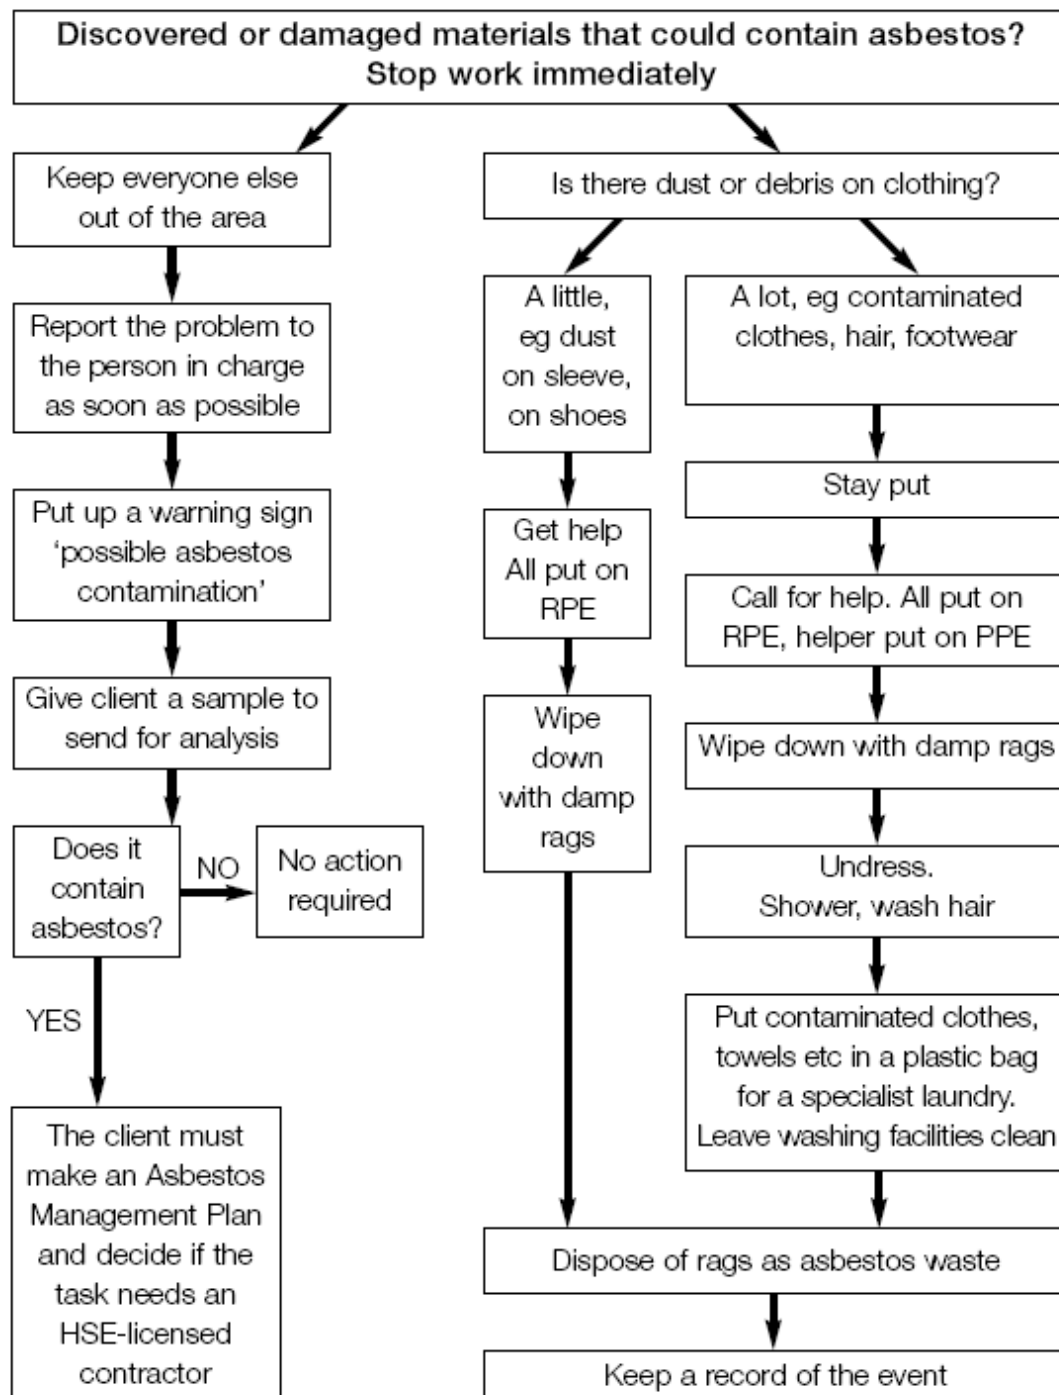 Discovered or damaged materials that could contain asbestos?
Stop work immediately
Keep everyone else
out of the area
Report the problem to
the person in charge
as soon as possible
Put up a warning sign
‘possible asbestos
contamination’
Give client a sample to
send for analysis
Does it
contain
asbestos?
NO
No action
required
YES
The client must
make an Asbestos
Management Plan
and decide if the
task needs an
HSE-licensed
contractor
Is there dust or debris on clothing?
A little,
eg dust
on sleeve,
on shoes
Get help
All put on
RPE
Wipe
down
with damp
rags
A lot, eg contaminated
clothes, hair, footwear
Stay put
Call for help. All put on
RPE, helper put on PPE
Wipe down with damp rags
Undress.
Shower, wash hair
Put contaminated clothes,
towels etc in a plastic bag
for a specialist laundry.
Leave washing facilities clean
Dispose of rags as asbestos waste
Keep a record of the event